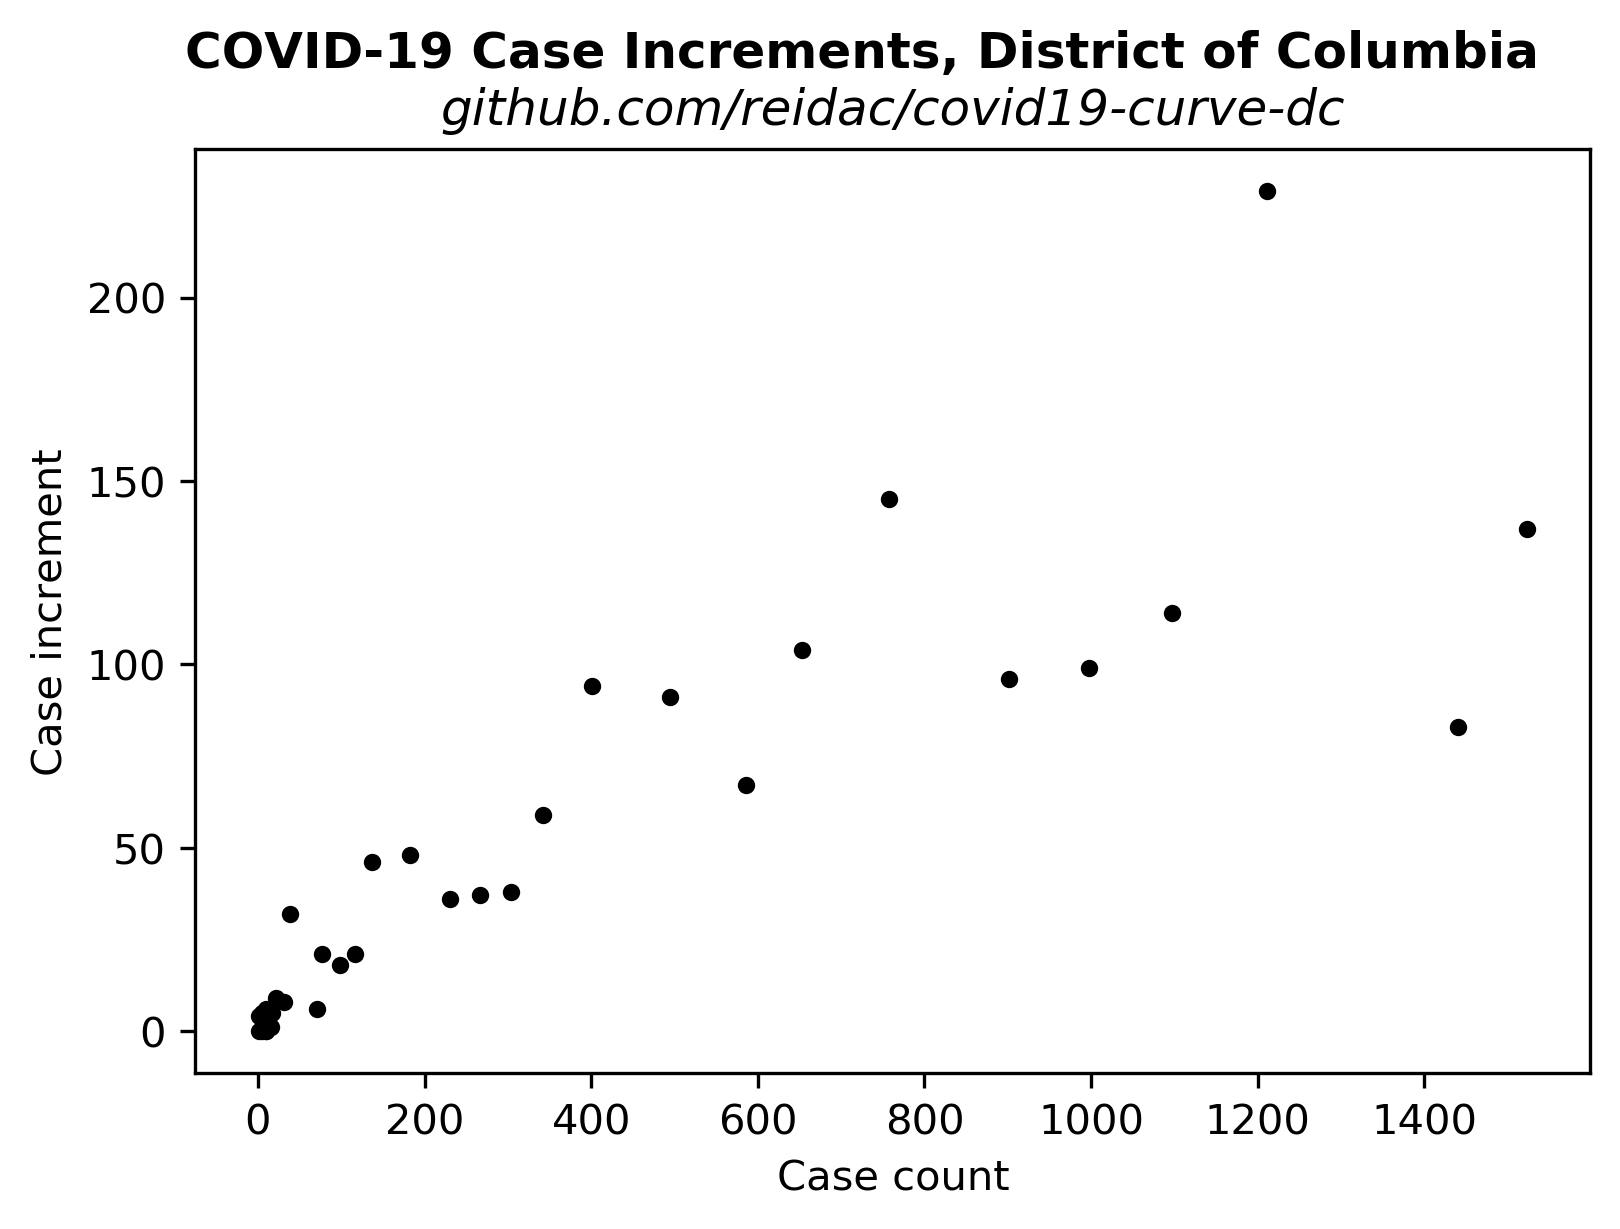 COVID-19 Case Increments, District of Columbia
github.com/reidac/covid19-curve-dc
200
150
100
50
0
Case increment
0 200 400 600 800 1000 1200 1400
Case count